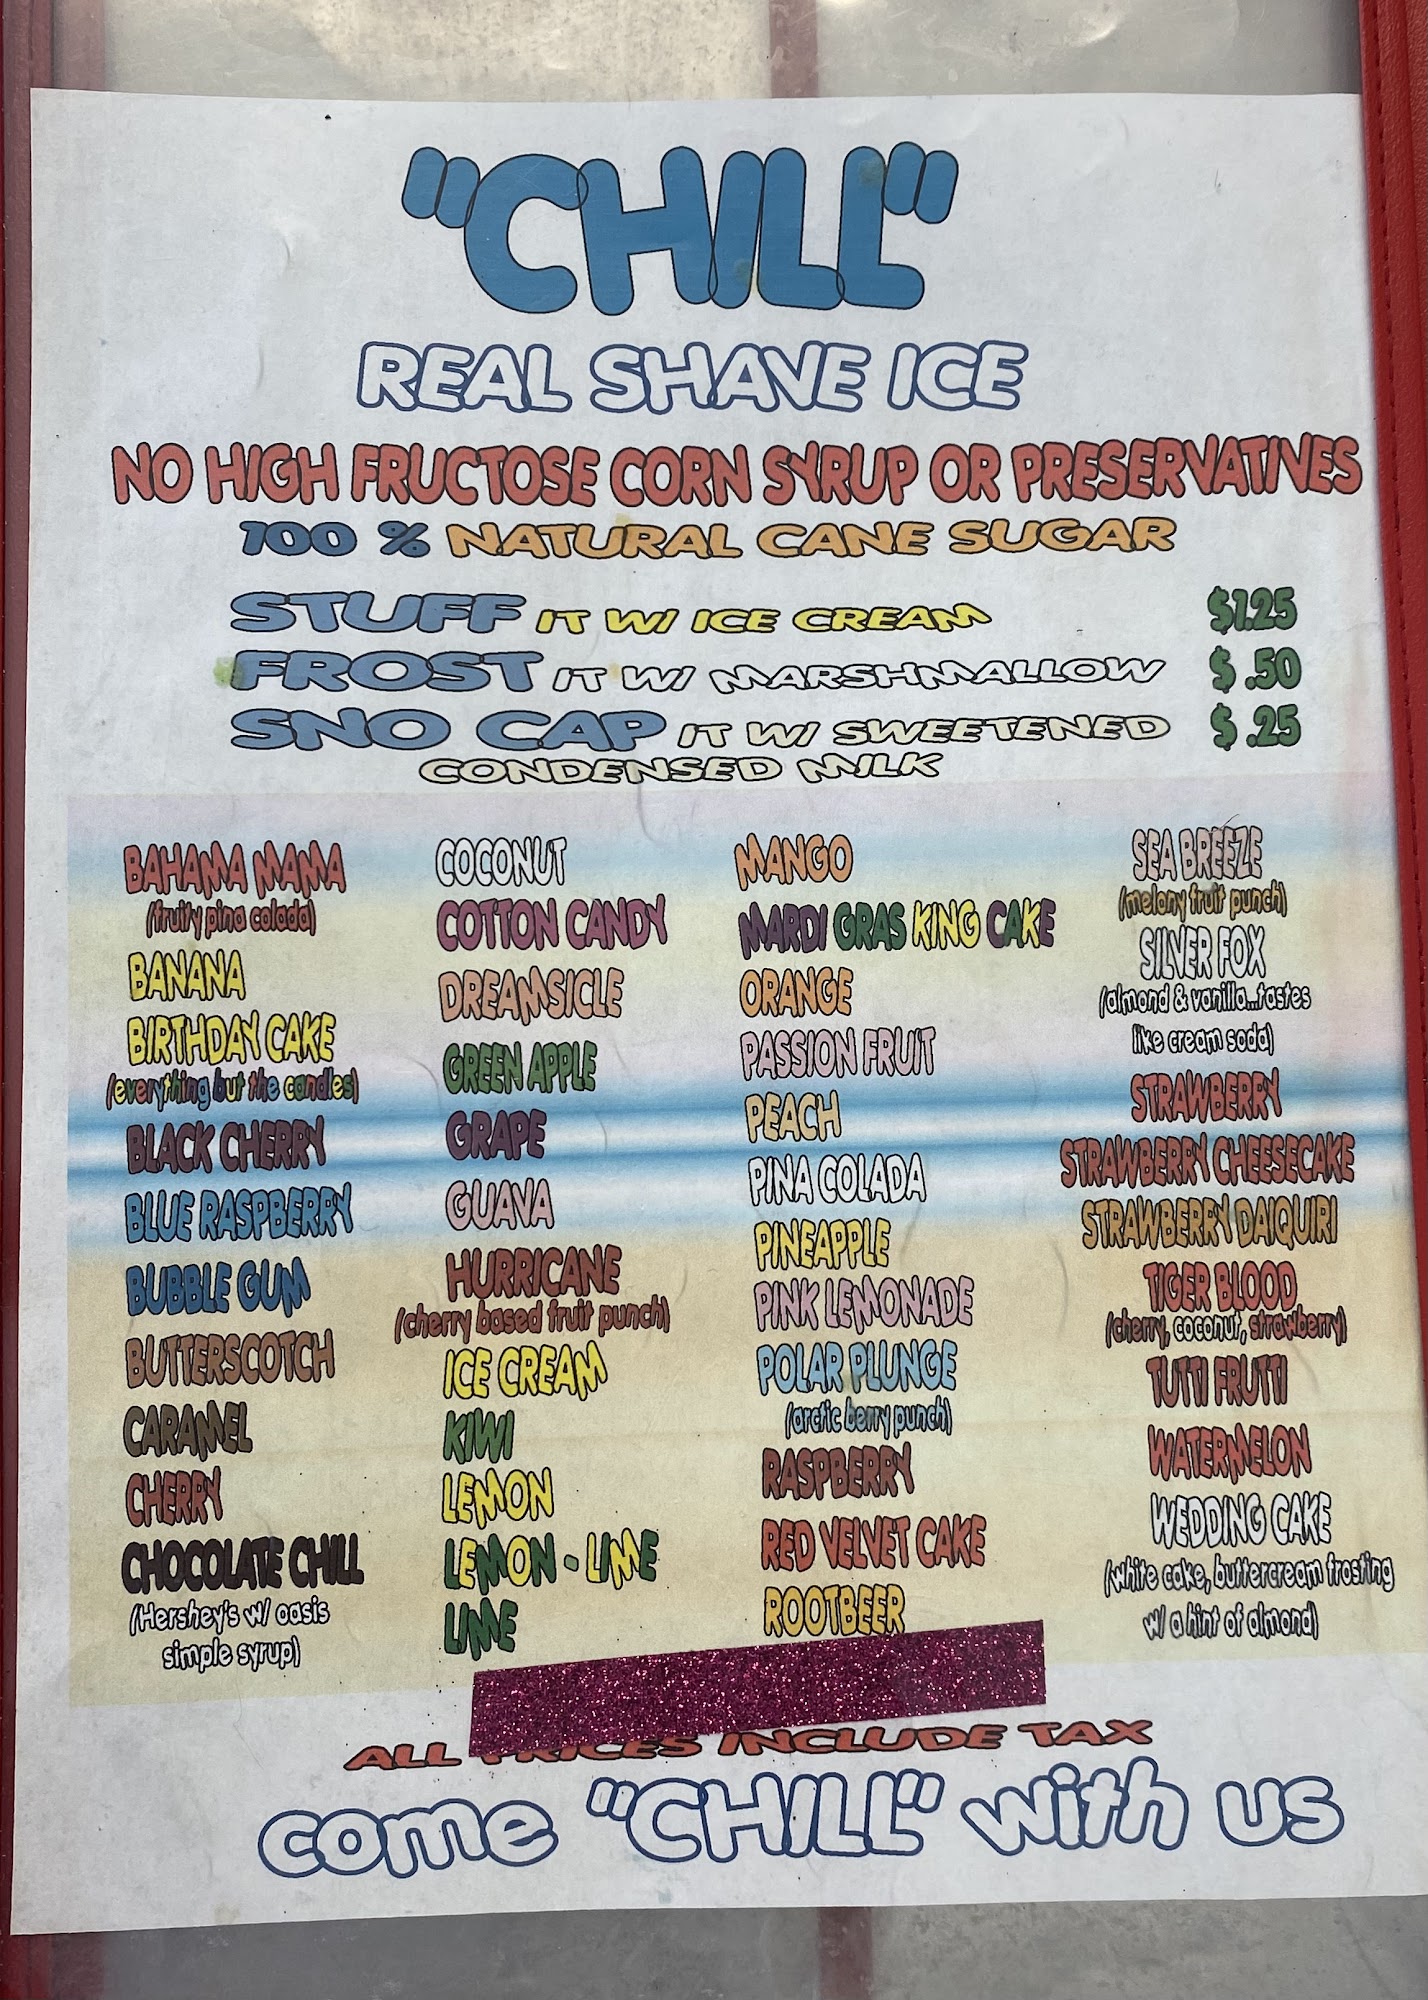 "CHILL"
REAL SHAVE ICE
NO HIGH FRUCTOSE CORN SYRUP OR PRESERVATIVES
100 % NATURAL CANE SUGAR
STUFF IT W/ ICE CREAM $1.25
FROST IT W/ MARSHMALLOW $ .50
SNO CAP IT W/ SWEETENED $ .25
CONDENSED MILK
BAHAMA MAMA
(fruity pina colada)
BANANA
BIRTHDAY CAKE
(everything but the candles)
BLACK CHERRY
BLUE RASPBERRY
BUBBLE GUM
BUTTERSCOTCH
CARAMEL
CHERRY
CHOCOLATE CHILL
(Hershey's w/ oasis
simple syrup)
COCONUT
COTTON CANDY
DREAMSICLE
GREEN APPLE
GRAPE
GUAVA
HURRICANE
(cherry based fruit punch)
ICE CREAM
KIWI
LEMON
LEMON - LIME
LIME
MANGO
MARDI GRAS KING CAKE
ORANGE
PASSION FRUIT
PEACH
PINA COLADA
PINEAPPLE
PINK LEMONADE
POLAR PLUNGE
(arctic berry punch)
RASPBERRY
RED VELVET CAKE
ROOTBEER
SEA BREEZE
(melony fruit punch)
SILVER FOX
(almond & vanilla...tastes
like cream soda)
STRAWBERRY
STRAWBERRY CHEESECAKE
STRAWBERRY DAIQUIRI
TIGER BLOOD
(cherry, coconut, strawberry)
TUTTI FRUTTI
WATERMELON
WEDDING CAKE
(white cake, buttercream frosting
w/ a hint of almond)
ALL PRICES INCLUDE TAX
come "CHILL" with us